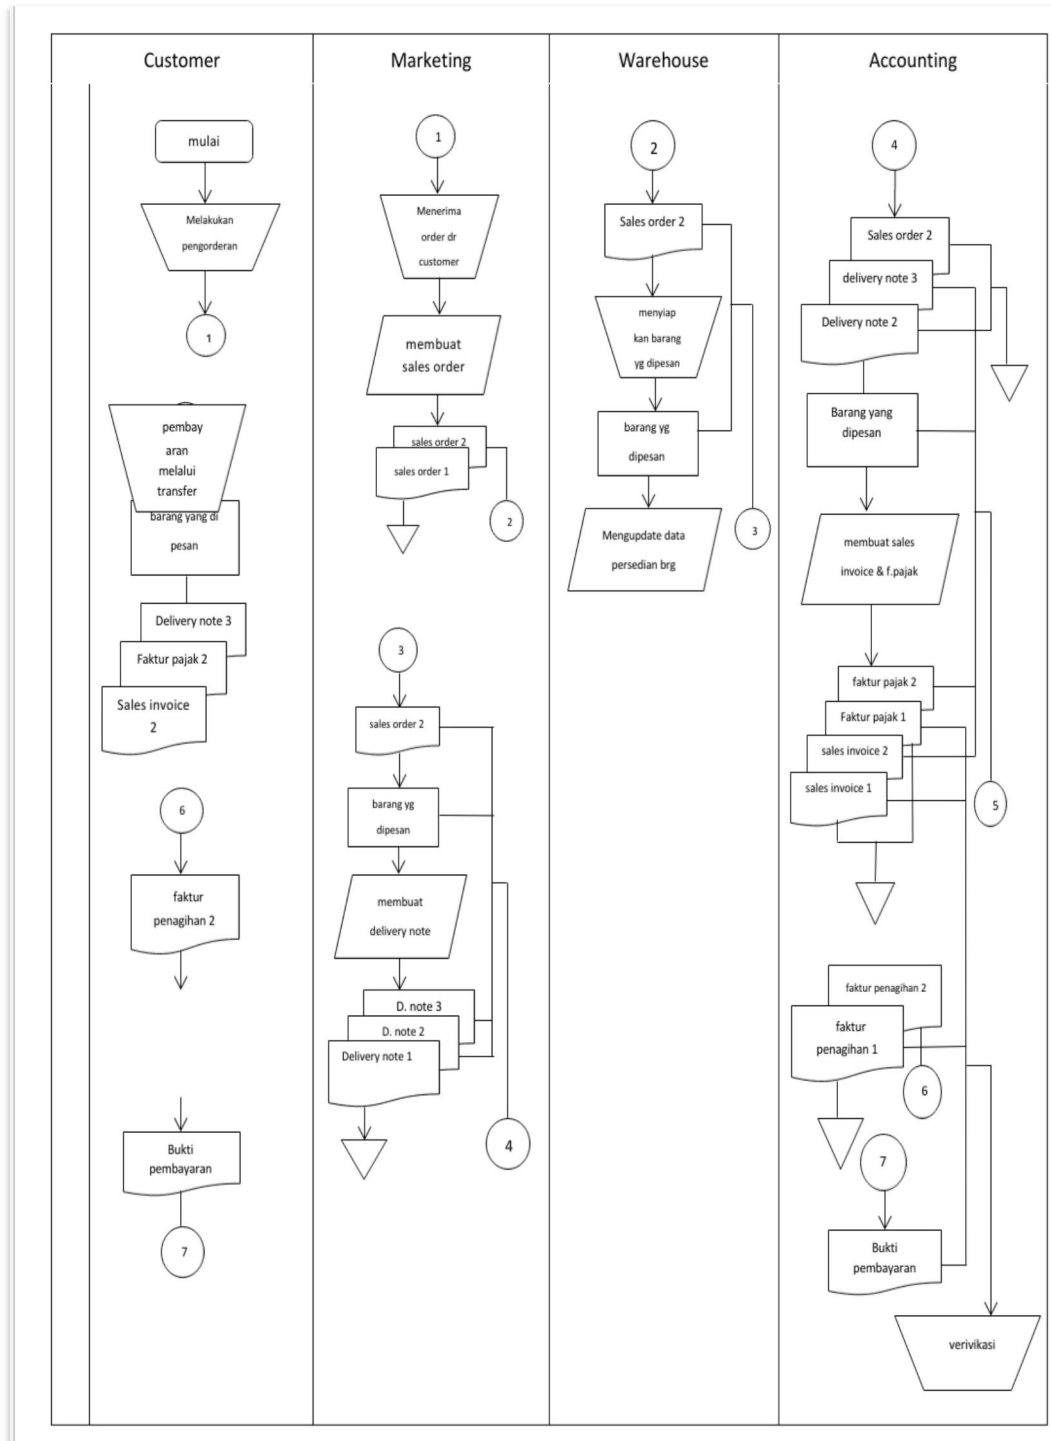 Customer
Marketing
Warehouse
Accounting
mulai
Melakukan
pengorderan
1
pembay
aran
melalui
transfer
barang yang di
pesan
Delivery note 3
Faktur pajak 2
Sales invoice
2
6
faktur
penagihan 2
Bukti
pembayaran
7
1
Menerima
order dr
customer
membuat
sales order
sales order 2
sales order 1
2
3
sales order 2
barang yg
dipesan
membuat
delivery note
D. note 3
D. note 2
Delivery note 1
4
2
Sales order 2
menyiap
kan barang
yg dipesan
barang yg
dipesan
Mengupdate data
persedian brg
3
4
Sales order 2
delivery note 3
Delivery note 2
Barang yang
dipesan
membuat sales
invoice & f.pajak
faktur pajak 2
Faktur pajak 1
sales invoice 2
sales invoice 1
5
faktur penagihan 2
faktur
penagihan 1
6
7
Bukti
pembayaran
verivikasi